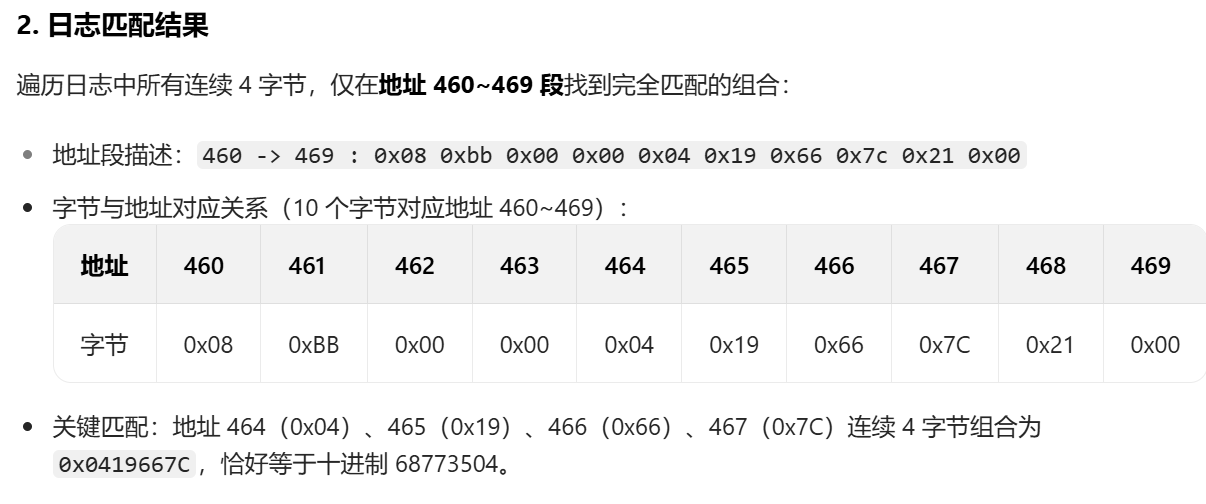 2. 日志匹配结果
遍历日志中所有连续 4 字节，仅在地址 460~469 段找到完全匹配的组合：
地址段描述：460 -> 469 : 0x08 0xbb 0x00 0x00 0x04 0x19 0x66 0x7c 0x21 0x00
字节与地址对应关系（10 个字节对应地址 460~469）：
地址 460 461 462 463 464 465 466 467 468 469
字节 0x08 0xBB 0x00 0x00 0x04 0x19 0x66 0x7C 0x21 0x00
关键匹配：地址 464（0x04）、465（0x19）、466（0x66）、467（0x7C）连续 4 字节组合为
0x0419667C，恰好等于十进制 68773504。